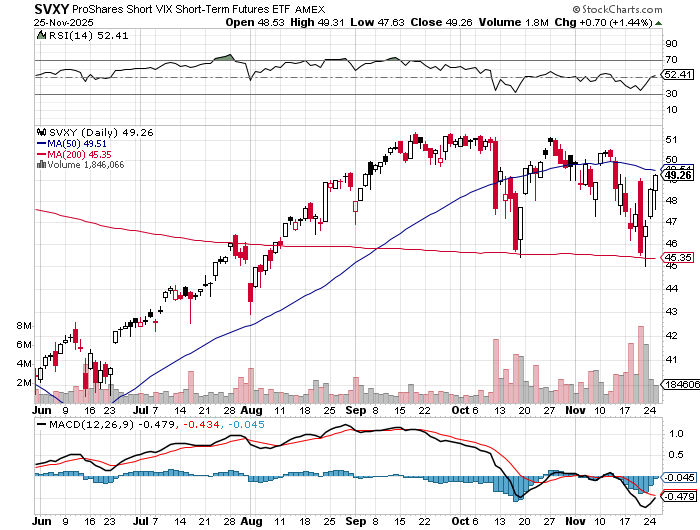 SVXY ProShares Short VIX Short-Term Futures ETF AMEX © StockCharts.com
25-Nov-2025 Open 48.53 High 49.31 Low 47.63 Close 49.26 Volume 1.8M Chg +0.70 (+1.44%)
RSI(14) 52.41
90
70
52.41
30
10
SVXY (Daily) 49.26
MA(50) 49.51
MA(200) 45.35
Volume 1,846,066
51
50
49.26
49
48
47
46
45.35
45
44
43
42
41
8M
6M
4M
2M
184606
Jun 9 16 23 Jul 7 14 21 28 Aug 11 18 25 Sep 8 15 22 Oct 6 13 20 27 Nov 10 17 24
MACD(12,26,9) -0.479, -0.434, -0.045
1.0
0.5
-0.045
-0.479
Jun 9 16 23 Jul 7 14 21 28 Aug 11 18 25 Sep 8 15 22 Oct 6 13 20 27 Nov 10 17 24